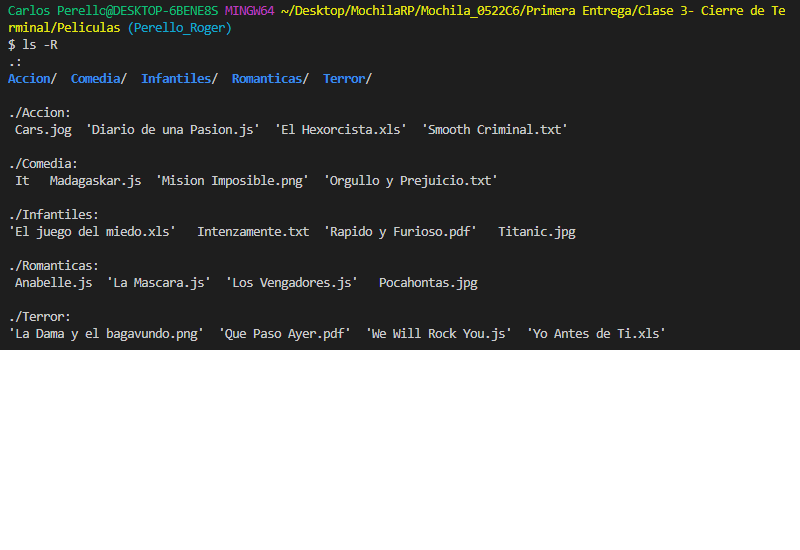 Carlos Perello@DESKTOP-6BENE8S MINGW64 ~/Desktop/MochilaRP/Mochila_0522C6/Primera Entrega/Clase 3- Cierre de Te
rminal/Peliculas (Perello_Roger)
$ ls -R
.:
Accion/  Comedia/  Infantiles/  Romanticas/  Terror/
./Accion:
 Cars.jog  'Diario de una Pasion.js'  'El Hexorcista.xls'  'Smooth Criminal.txt'
./Comedia:
 It   Madagaskar.js  'Mision Imposible.png'  'Orgullo y Prejuicio.txt'
./Infantiles:
'El juego del miedo.xls'   Intenzamente.txt  'Rapido y Furioso.pdf'   Titanic.jpg
./Romanticas:
 Anabelle.js  'La Mascara.js'  'Los Vengadores.js'   Pocahontas.jpg
./Terror:
'La Dama y el bagavundo.png'  'Que Paso Ayer.pdf'  'We Will Rock You.js'  'Yo Antes de Ti.xls'